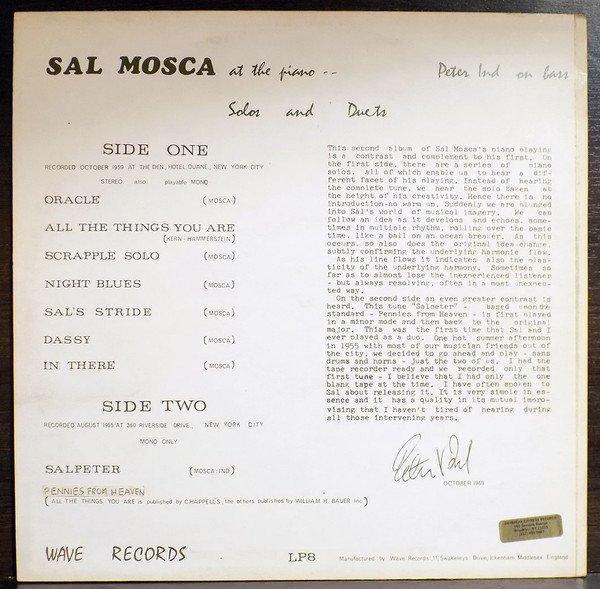 SAL MOSCA at the piano --
Peter Ind on bass
Solos and Duets
SIDE ONE
RECORDED OCTOBER 1959 AT THE DEN, HOTEL DUANE, NEW YORK CITY
STEREO also playable MONO
ORACLE (MOSCA)
ALL THE THINGS YOU ARE
(KERN-HAMMERSTEIN)
SCRAPPLE SOLO (MOSCA)
NIGHT BLUES (MOSCA)
SAL'S STRIDE (MOSCA)
DASSY (MOSCA)
IN THERE (MOSCA)
SIDE TWO
RECORDED AUGUST 1955 AT 360 RIVERSIDE DRIVE, NEW YORK CITY
MONO ONLY
SALPETER (MOSCA:IND)
PENNIES FROM HEAVEN
(ALL THE THINGS YOU ARE is published by CHAPPELL'S, the others published by WILLIAM H. BAUER Inc.)
This second album of Sal Mosca's piano playing
is a contrast and complement to his first. On
the first side, there are a series of piano
solos, all of which enable us to hear a dif-
ferent facet of his playing. Instead of hearing
the complete tune, we hear the solo taken at
the height of his creativity. Hence there is no
introduction-no warm up. Suddenly we are plunged
into Sal's world of musical imagery. We can
follow an idea as it develops and echoes, some-
times in multiple rhythm, rolling over the basic
time, like a ball on an ocean breaker. As this
occurs, so also does the original idea change,
subtly confirming the underlying harmonic flow.
As his line flows it indicates also the plas-
ticity of the underlying harmony. Sometimes so
far as to almost lose the inexperienced listener
- but always resolving, often in a most unexpec-
ted way.
On the second side an even greater contrast is
heard. This tune "Salpeter" - based upon the
standard - Pennies from Heaven - is first played
in a minor mode and then back to the original
major. This was the first time that Sal and I
ever played as a duo. One hot summer afternoon
in 1955 with most of our musician friends out of
the city, we decided to go ahead and play - sans
drums and horns - just the two of us. I had the
tape recorder ready and we recorded only that
first tune - I believe that I had only the one
blank tape at the time. I have often spoken to
Sal about releasing it. It is very simple in es-
sence and it has a quality in its mutual impro-
vising that I haven't tired of hearing during
all those intervening years.
Peter Ind
OCTOBER 1969
WAVE RECORDS
LP8
Manufactured by Wave Records, 11, Swakeleys Drive, Ickenham, Middlesex, England